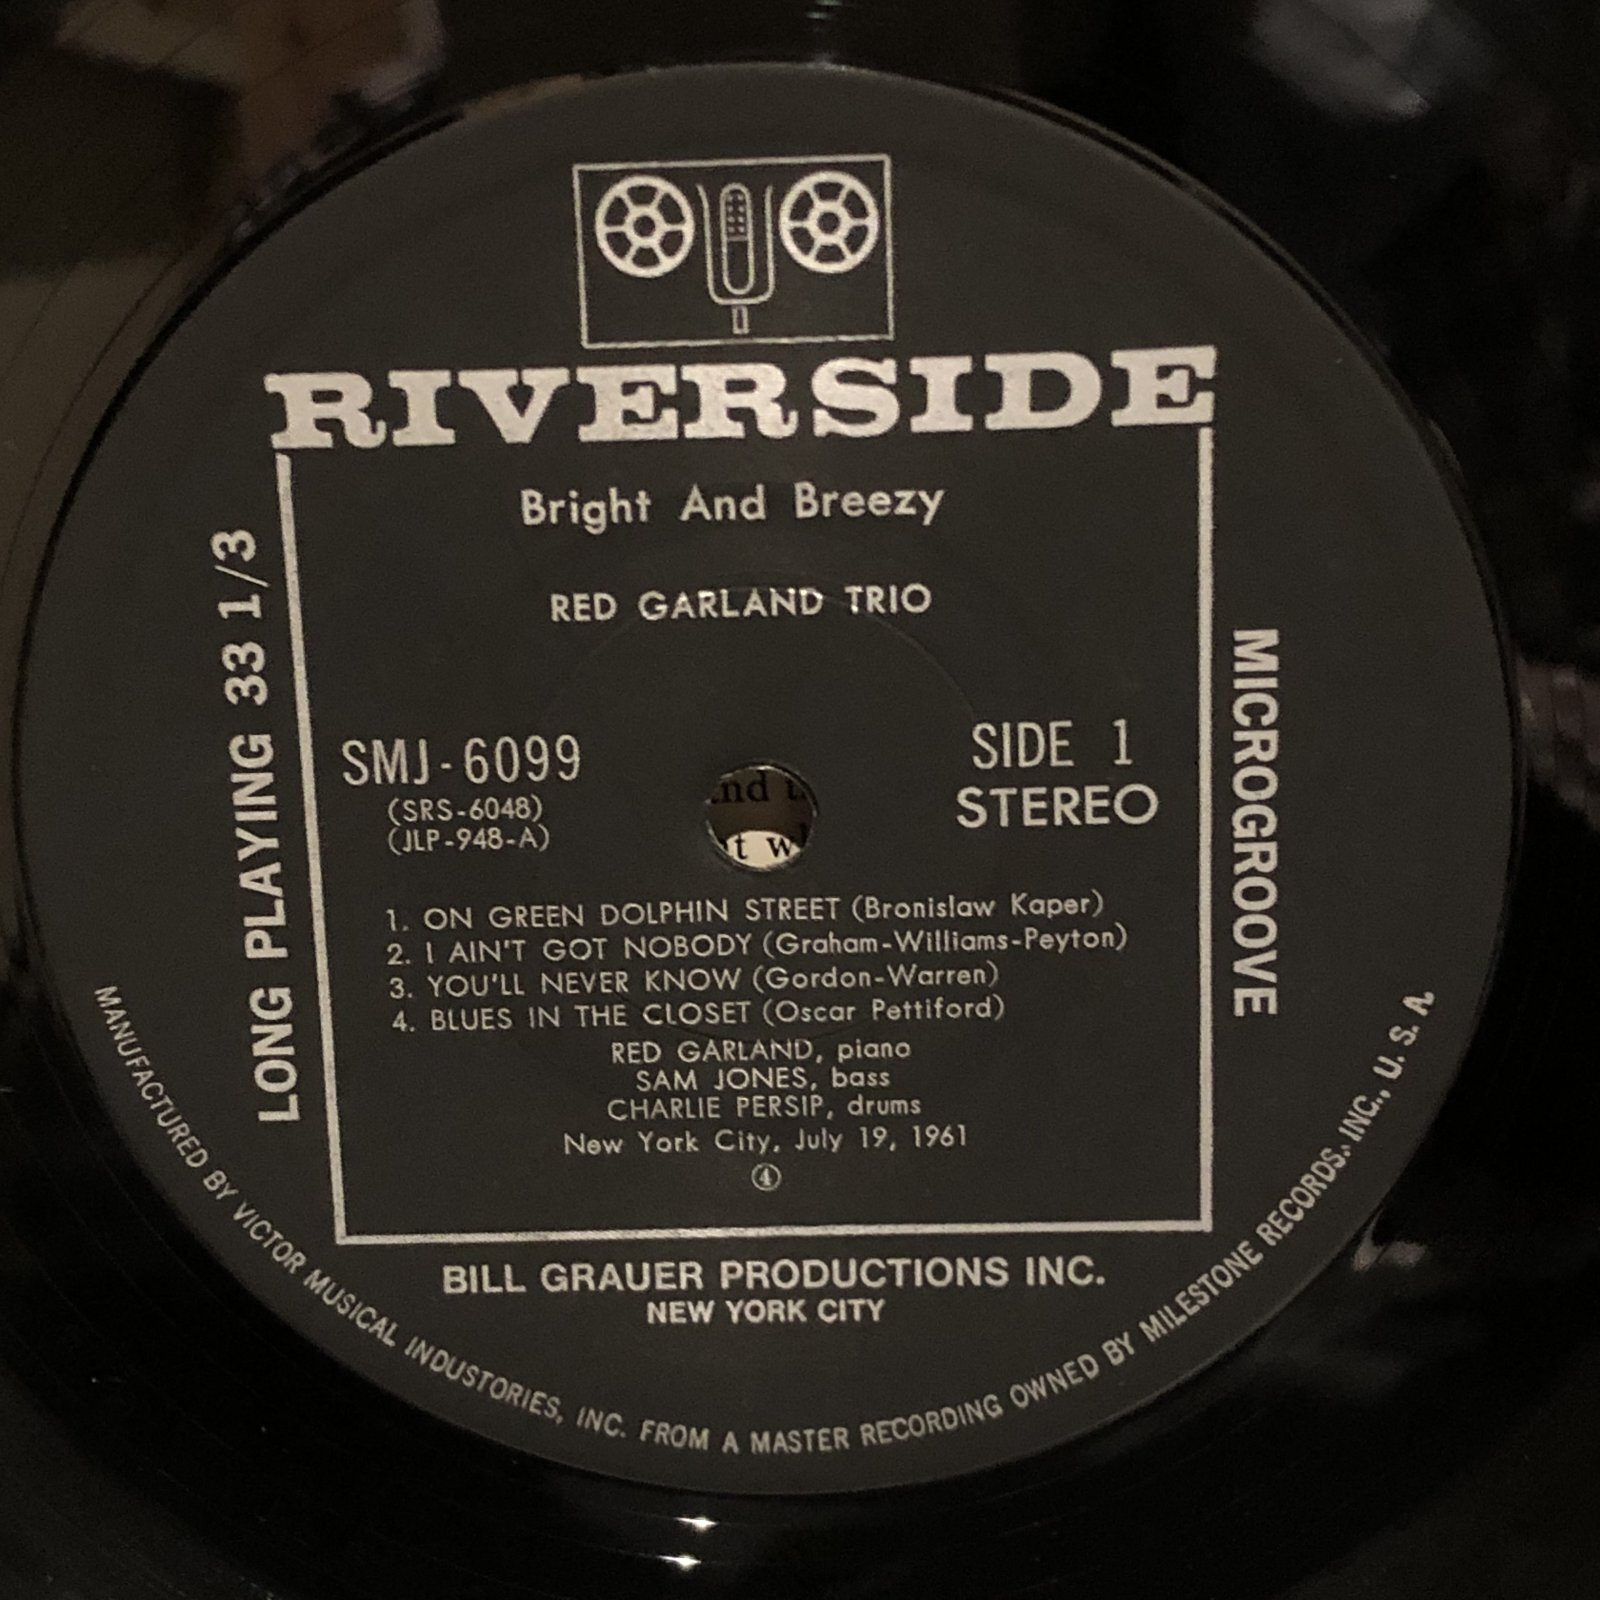 RIVERSIDE
Bright And Breezy
RED GARLAND TRIO
LONG PLAYING 33 1/3
MICROGROOVE
SMJ-6099
(SRS-6048)
(JLP-948-A)
SIDE 1
STEREO
nd
t w
1. ON GREEN DOLPHIN STREET (Bronislaw Kaper)
2. I AIN'T GOT NOBODY (Graham-Williams-Peyton)
3. YOU'LL NEVER KNOW (Gordon-Warren)
4. BLUES IN THE CLOSET (Oscar Pettiford)
RED GARLAND, piano
SAM JONES, bass
CHARLIE PERSIP, drums
New York City, July 19, 1961
④
BILL GRAUER PRODUCTIONS INC.
NEW YORK CITY
MANUFACTURED BY VICTOR MUSICAL INDUSTORIES, INC. FROM A MASTER RECORDING OWNED BY MILESTONE RECORDS, INC., U. S. A.